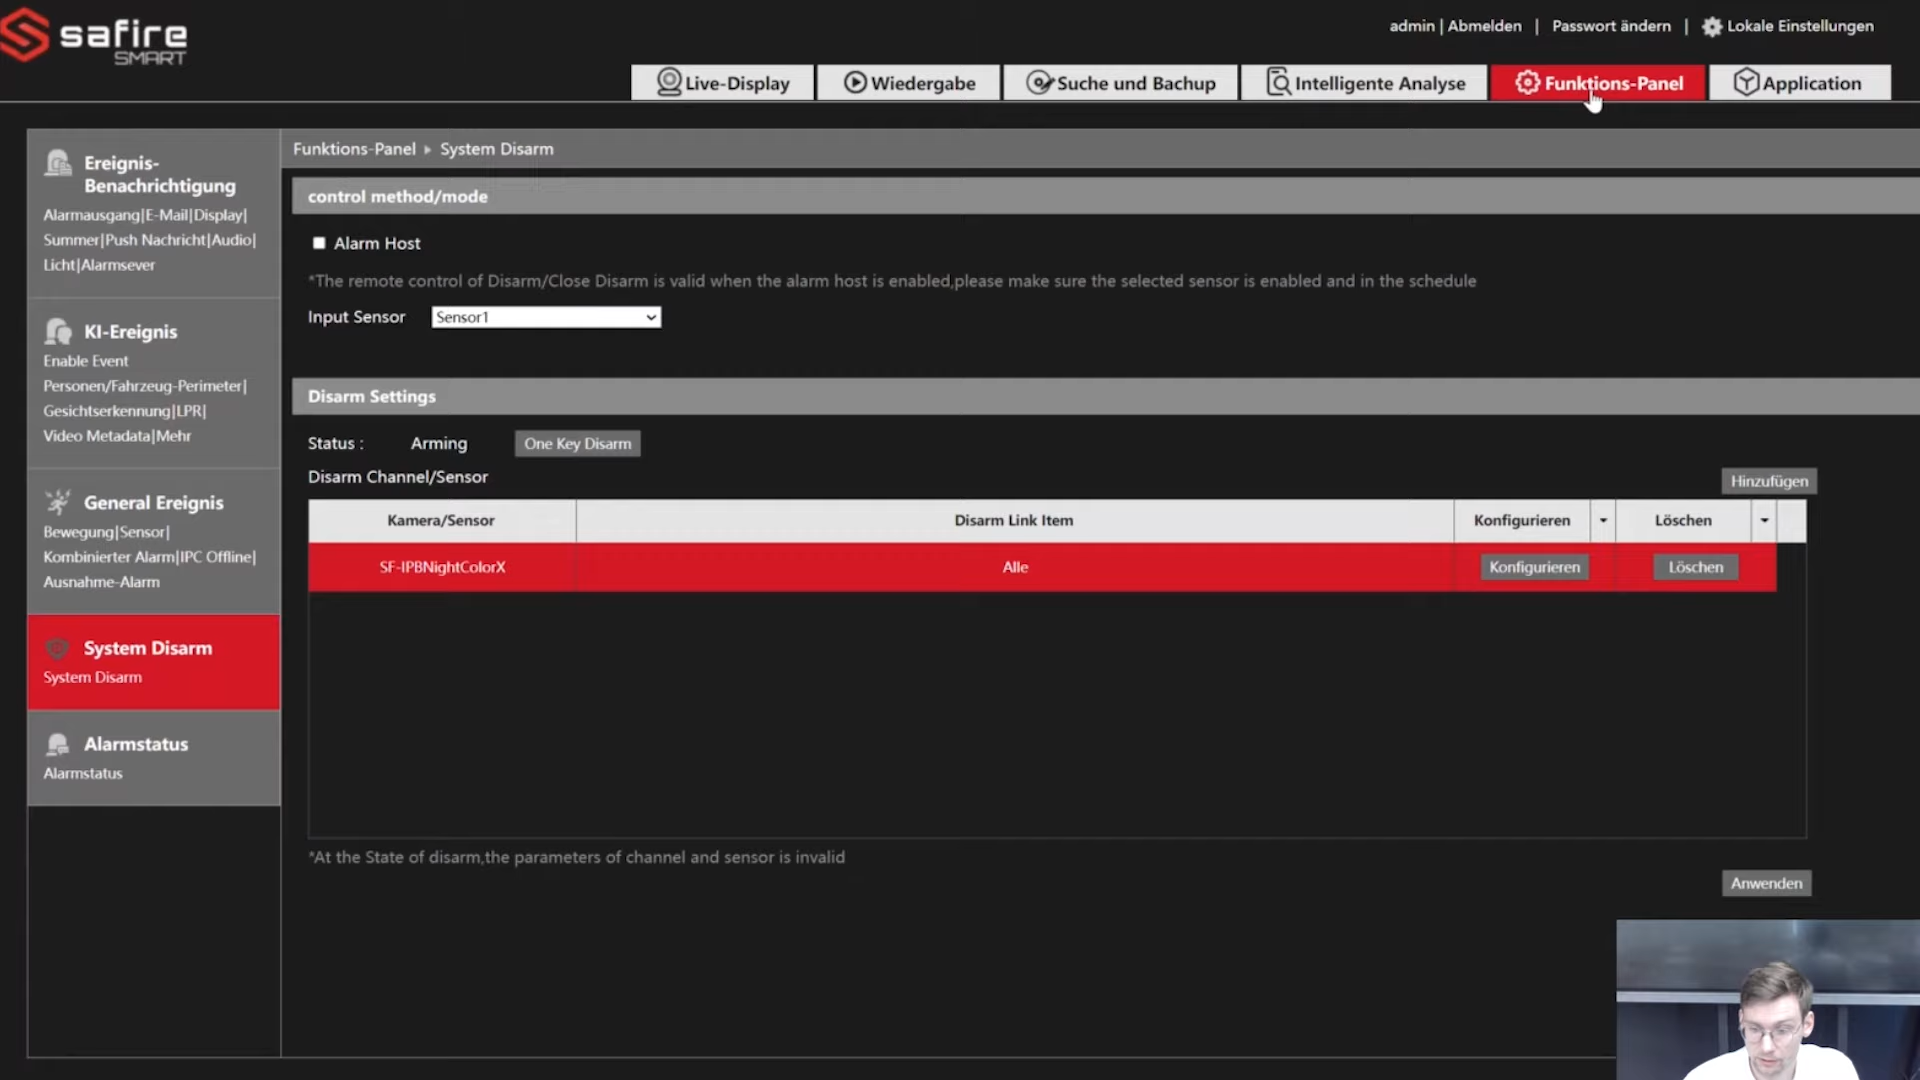 safire
SMART
admin | Abmelden | Passwort ändern | Lokale Einstellungen
Live-Display
Wiedergabe
Suche und Bachup
Intelligente Analyse
Funktions-Panel
Application
Ereignis-
Benachrichtigung
Alarmausgang|E-Mail|Display|
Summer|Push Nachricht|Audio|
Licht|Alarmsever
KI-Ereignis
Enable Event
Personen/Fahrzeug-Perimeter|
Gesichtserkennung|LPR|
Video Metadata|Mehr
General Ereignis
Bewegung|Sensor|
Kombinierter Alarm|IPC Offline|
Ausnahme-Alarm
System Disarm
System Disarm
Alarmstatus
Alarmstatus
Funktions-Panel ▸ System Disarm
control method/mode
Alarm Host
*The remote control of Disarm/Close Disarm is valid when the alarm host is enabled,please make sure the selected sensor is enabled and in the schedule
Input Sensor Sensor1
Disarm Settings
Status : Arming One Key Disarm
Disarm Channel/Sensor
Hinzufügen
Kamera/Sensor Disarm Link Item Konfigurieren Löschen
SF-IPBNightColorX Alle Konfigurieren Löschen
*At the State of disarm,the parameters of channel and sensor is invalid
Anwenden